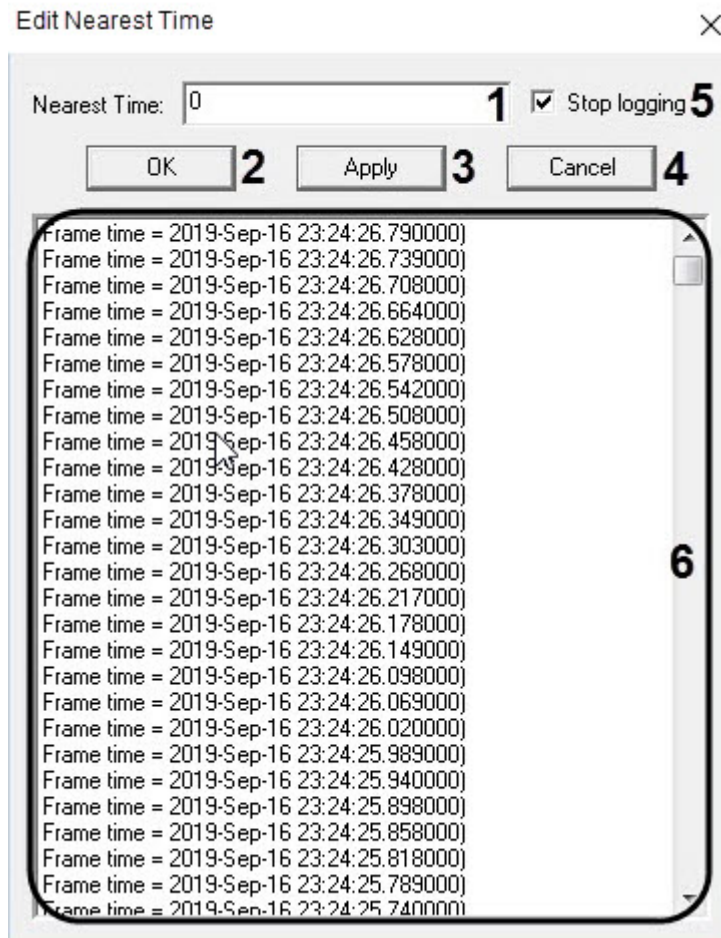 Edit Nearest Time
Nearest Time: 0 1 Stop logging 5
OK 2 Apply 3 Cancel 4
Frame time = 2019-Sep-16 23:24:26.790000)
Frame time = 2019-Sep-16 23:24:26.739000)
Frame time = 2019-Sep-16 23:24:26.708000)
Frame time = 2019-Sep-16 23:24:26.664000)
Frame time = 2019-Sep-16 23:24:26.628000)
Frame time = 2019-Sep-16 23:24:26.578000)
Frame time = 2019-Sep-16 23:24:26.542000)
Frame time = 2019-Sep-16 23:24:26.508000)
Frame time = 2019-Sep-16 23:24:26.458000)
Frame time = 2019-Sep-16 23:24:26.428000)
Frame time = 2019-Sep-16 23:24:26.378000)
Frame time = 2019-Sep-16 23:24:26.349000)
Frame time = 2019-Sep-16 23:24:26.303000)
Frame time = 2019-Sep-16 23:24:26.268000) 6
Frame time = 2019-Sep-16 23:24:26.217000)
Frame time = 2019-Sep-16 23:24:26.178000)
Frame time = 2019-Sep-16 23:24:26.149000)
Frame time = 2019-Sep-16 23:24:26.098000)
Frame time = 2019-Sep-16 23:24:26.069000)
Frame time = 2019-Sep-16 23:24:26.020000)
Frame time = 2019-Sep-16 23:24:25.989000)
Frame time = 2019-Sep-16 23:24:25.940000)
Frame time = 2019-Sep-16 23:24:25.898000)
Frame time = 2019-Sep-16 23:24:25.858000)
Frame time = 2019-Sep-16 23:24:25.818000)
Frame time = 2019-Sep-16 23:24:25.789000)
Frame time = 2019-Sep-16 23:24:25.740000)